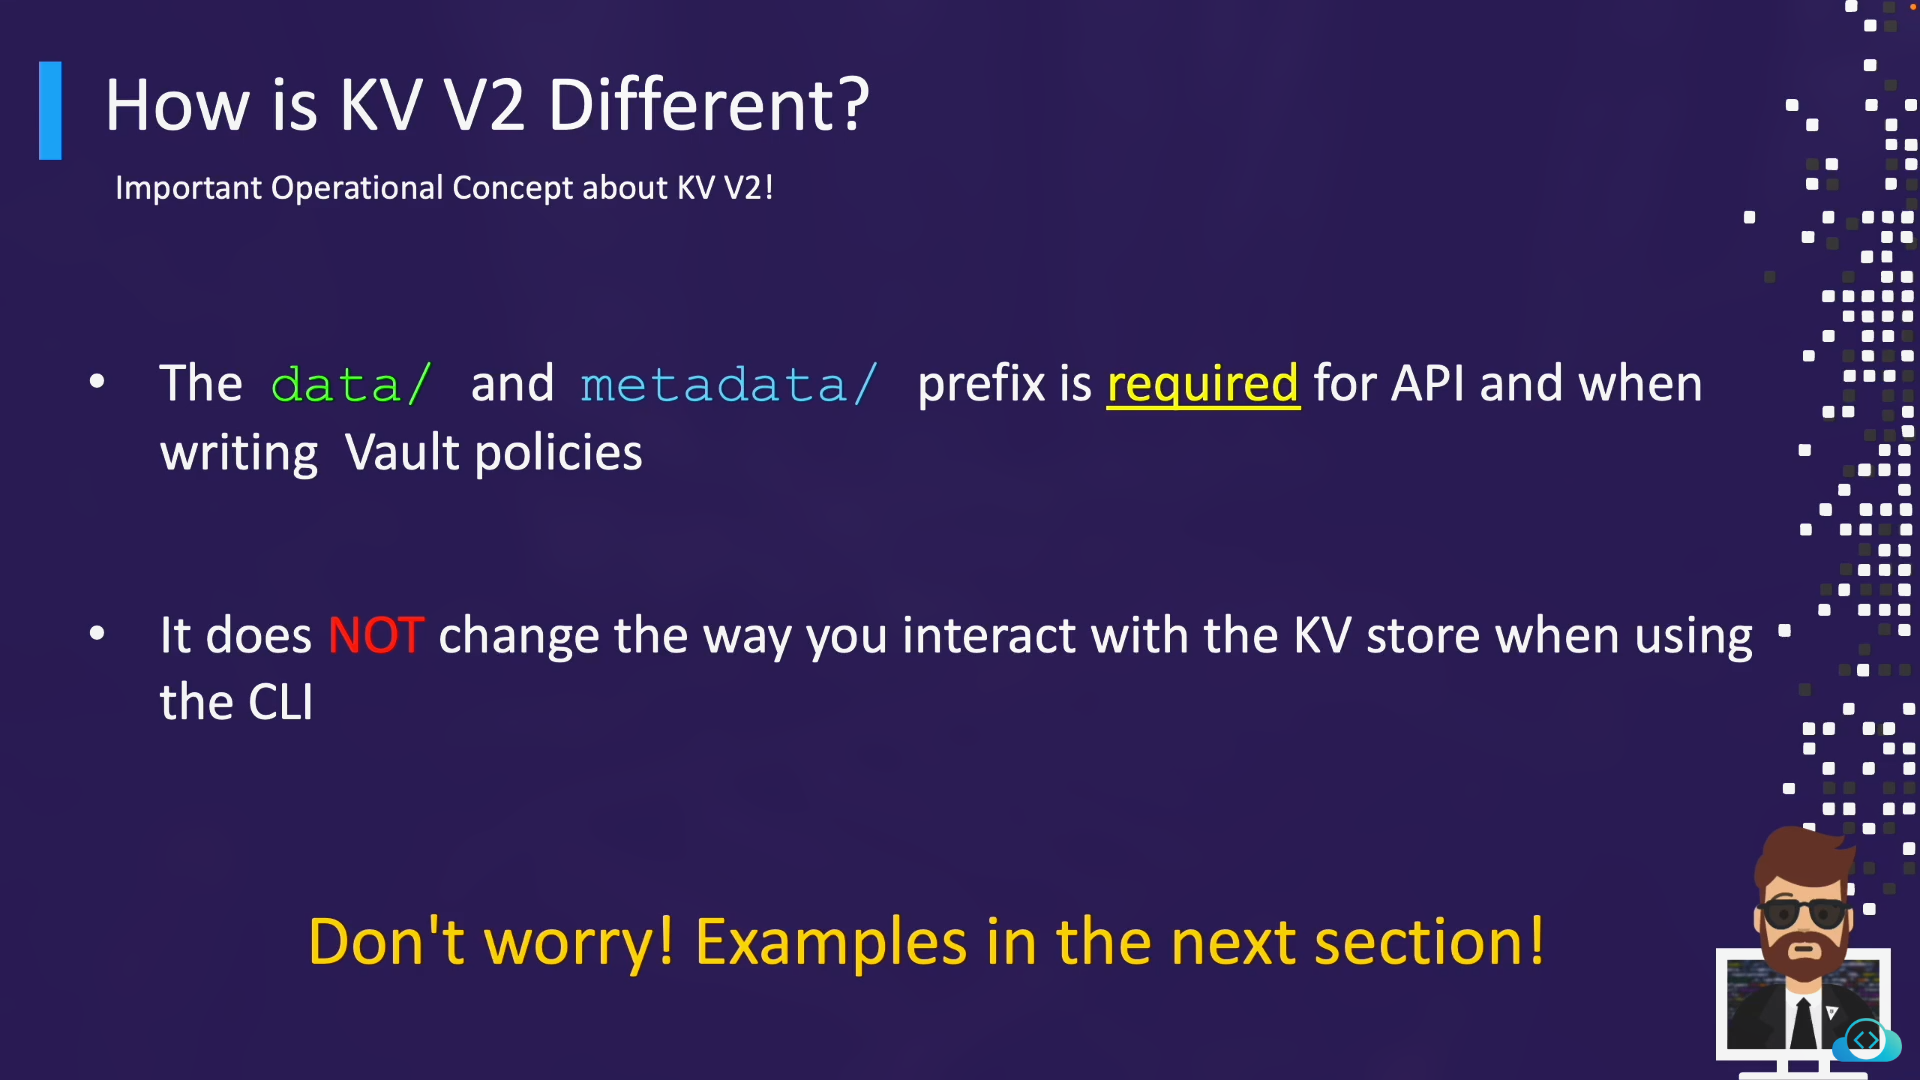 How is KV V2 Different?
Important Operational Concept about KV V2!
• The data/ and metadata/ prefix is required for API and when
writing Vault policies
• It does NOT change the way you interact with the KV store when using
the CLI
Don't worry! Examples in the next section!